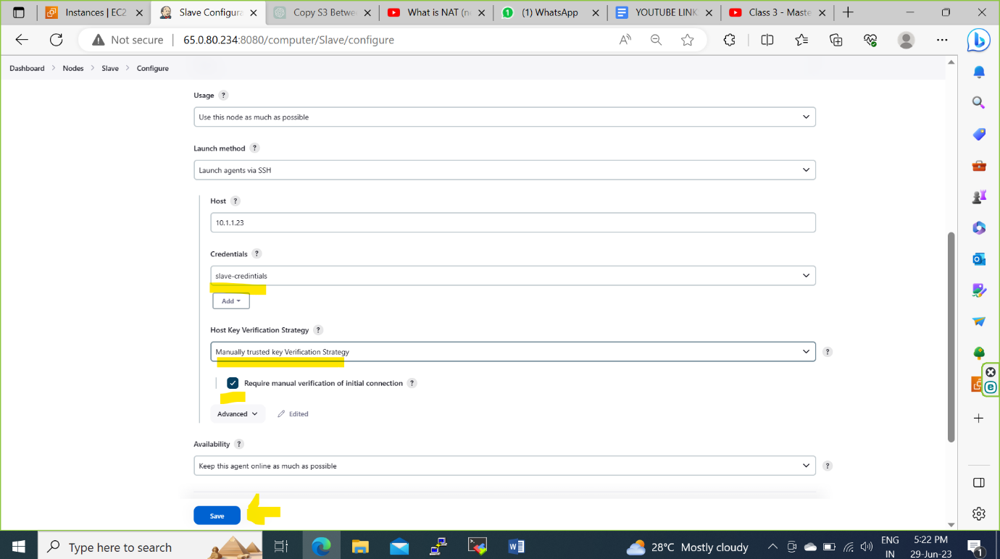 Instances | EC2
Slave Configura
Copy S3 Betwe
What is NAT (n
(1) WhatsApp
YOUTUBE LINK
Class 3 - Maste
Not secure
65.0.80.234:8080/computer/Slave/configure
Dashboard > Nodes > Slave > Configure
Usage ?
Use this node as much as possible
Launch method ?
Launch agents via SSH
Host ?
10.1.1.23
Credentials ?
slave-credintials
Add
Host Key Verification Strategy ?
Manually trusted key Verification Strategy
?
Require manual verification of initial connection ?
Advanced
Edited
Availability ?
Keep this agent online as much as possible
?
Save
Type here to search
28°C Mostly cloudy
ENG
IN
5:22 PM
29-Jun-23
1